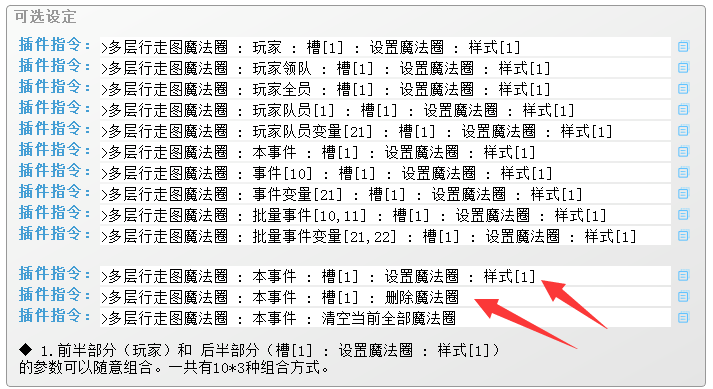 可选设定
插件指令：>多层行走图魔法圈 : 玩家 : 槽[1] : 设置魔法圈 : 样式[1]
插件指令：>多层行走图魔法圈 : 玩家领队 : 槽[1] : 设置魔法圈 : 样式[1]
插件指令：>多层行走图魔法圈 : 玩家全员 : 槽[1] : 设置魔法圈 : 样式[1]
插件指令：>多层行走图魔法圈 : 玩家队员[1] : 槽[1] : 设置魔法圈 : 样式[1]
插件指令：>多层行走图魔法圈 : 玩家队员变量[21] : 槽[1] : 设置魔法圈 : 样式[1]
插件指令：>多层行走图魔法圈 : 本事件 : 槽[1] : 设置魔法圈 : 样式[1]
插件指令：>多层行走图魔法圈 : 事件[10] : 槽[1] : 设置魔法圈 : 样式[1]
插件指令：>多层行走图魔法圈 : 事件变量[21] : 槽[1] : 设置魔法圈 : 样式[1]
插件指令：>多层行走图魔法圈 : 批量事件[10,11] : 槽[1] : 设置魔法圈 : 样式[1]
插件指令：>多层行走图魔法圈 : 批量事件变量[21,22] : 槽[1] : 设置魔法圈 : 样式[1]
插件指令：>多层行走图魔法圈 : 本事件 : 槽[1] : 设置魔法圈 : 样式[1]
插件指令：>多层行走图魔法圈 : 本事件 : 槽[1] : 删除魔法圈
插件指令：>多层行走图魔法圈 : 本事件 : 清空当前全部魔法圈
◆ 1.前半部分（玩家）和 后半部分（槽[1] : 设置魔法圈 : 样式[1]）
的参数可以随意组合。一共有10*3种组合方式。